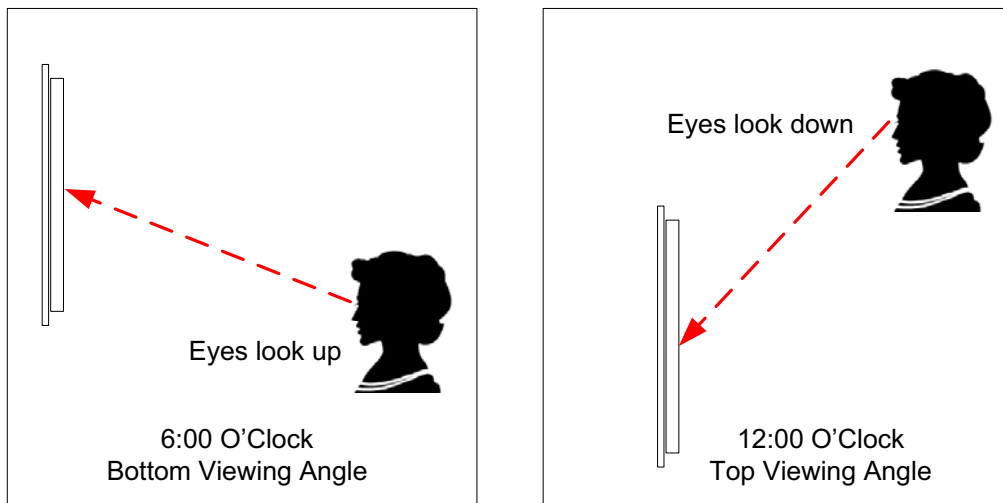 Eyes look up
6:00 O’Clock
Bottom Viewing Angle
Eyes look down
12:00 O’Clock
Top Viewing Angle